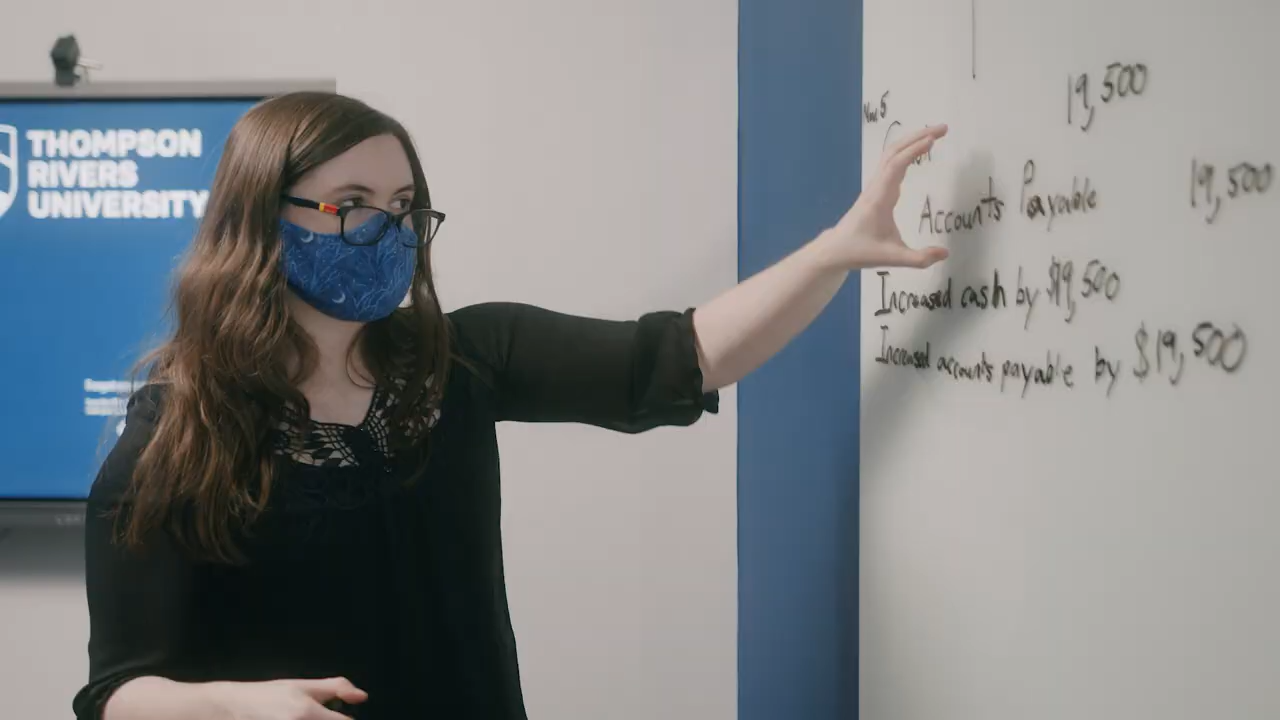 THOMPSON
RIVERS
UNIVERSITY
19,500
Accounts Payable 19,500
Increased cash by $19,500
Increased accounts payable by $19,500